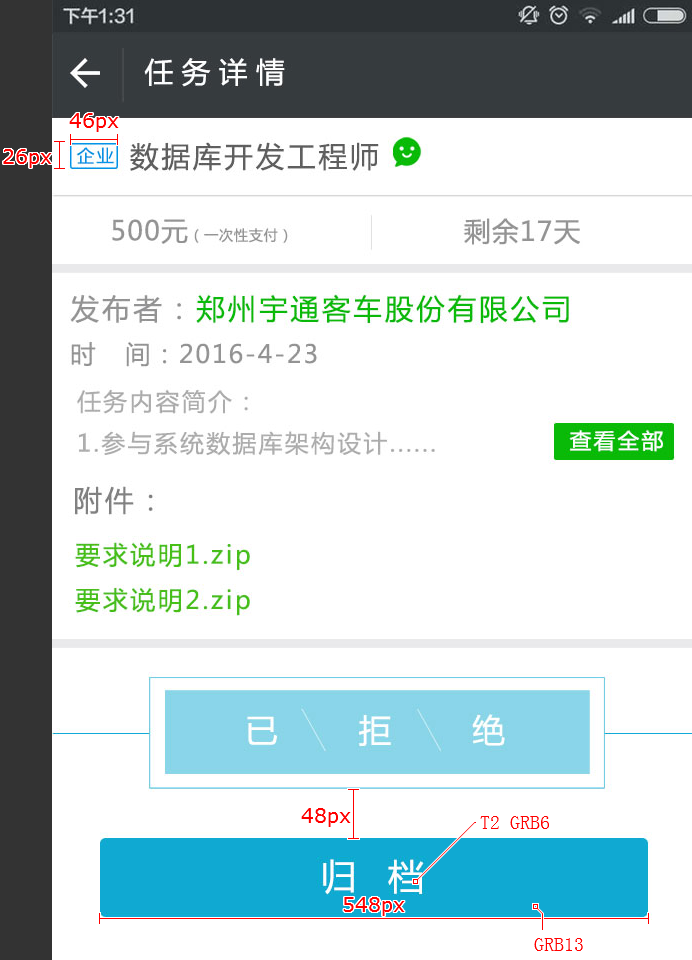 下午1:31
任务详情
46px
26px
企业 数据库开发工程师
500元(一次性支付) 剩余17天
发布者:郑州宇通客车股份有限公司
时 间:2016-4-23
任务内容简介:
1.参与系统数据库架构设计...... 查看全部
附件:
要求说明1.zip
要求说明2.zip
已 拒 绝
48px
T2 GRB6
归 档
548px
GRB13